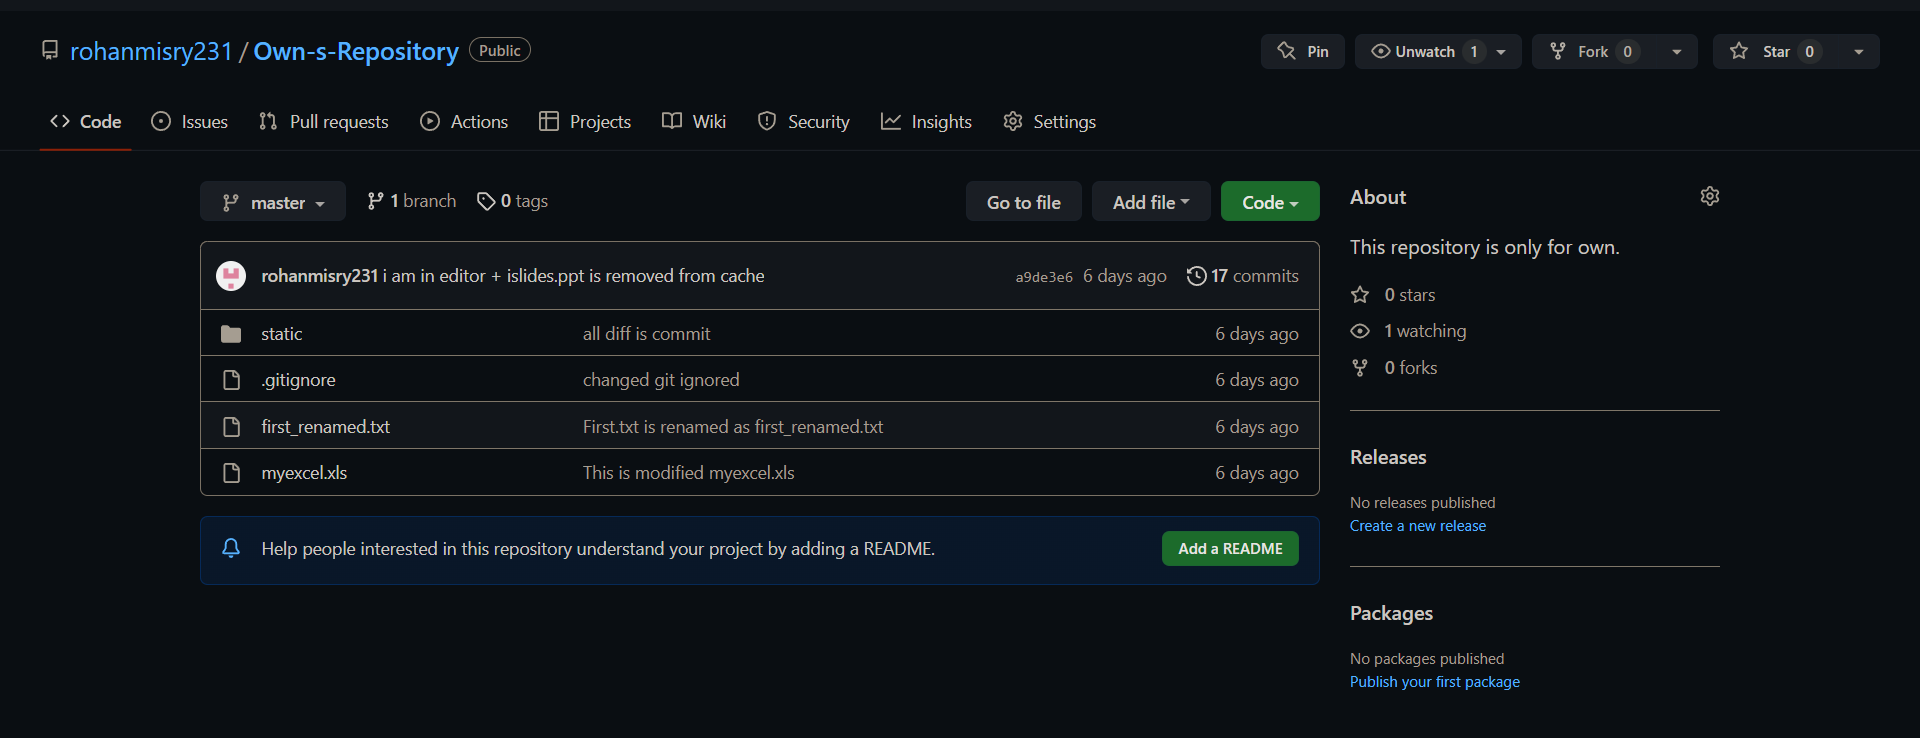 rohanmisry231 / Own-s-Repository Public Pin Unwatch 1 Fork 0 Star 0
Code Issues Pull requests Actions Projects Wiki Security Insights Settings
master 1 branch 0 tags Go to file Add file Code
rohanmisry231 i am in editor + islides.ppt is removed from cache a9de3e6 6 days ago 17 commits
static all diff is commit 6 days ago
.gitignore changed git ignored 6 days ago
first_renamed.txt First.txt is renamed as first_renamed.txt 6 days ago
myexcel.xls This is modified myexcel.xls 6 days ago
Help people interested in this repository understand your project by adding a README. Add a README
About
This repository is only for own.
0 stars
1 watching
0 forks
Releases
No releases published
Create a new release
Packages
No packages published
Publish your first package